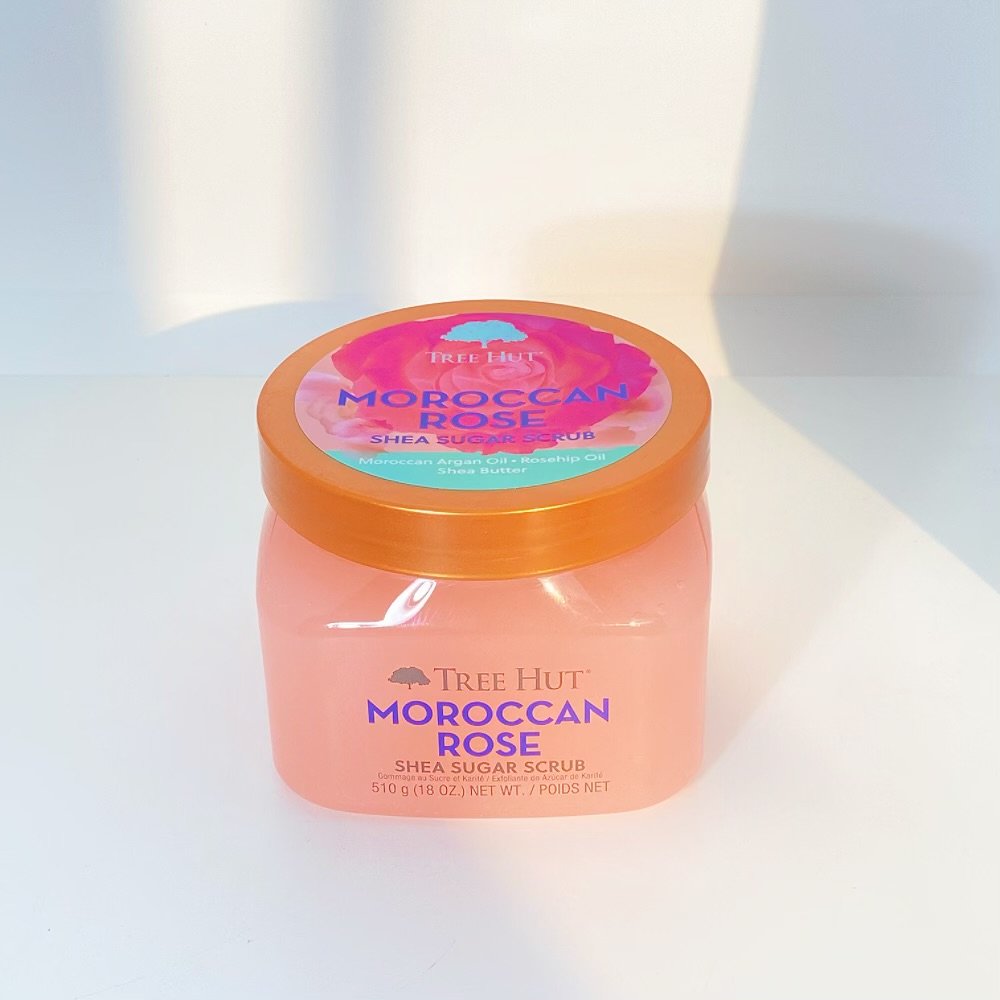 TREE HUT
MOROCCAN
ROSE
SHEA SUGAR SCRUB
Moroccan Argan Oil • Rosehip Oil
Shea Butter
TREE HUT®
MOROCCAN
ROSE
SHEA SUGAR SCRUB
Gommage au Sucre et Karité / Exfoliante de Azúcar de Karité
510 g (18 OZ.) NET WT. / POIDS NET